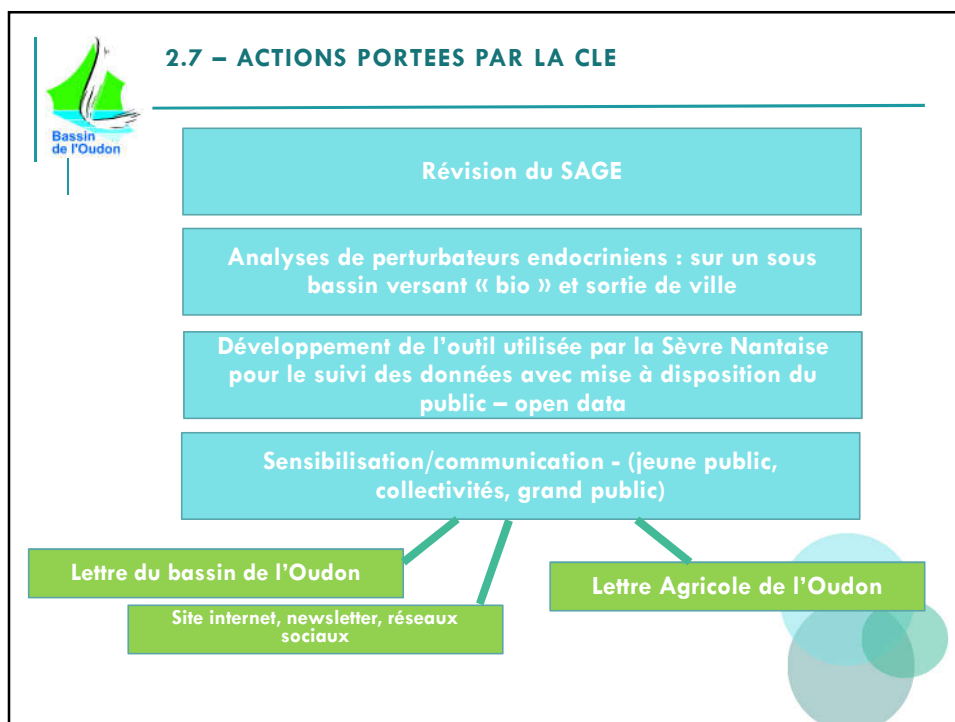 2.7 – ACTIONS PORTEES PAR LA CLE
Bassin
de l'Oudon
Révision du SAGE
Analyses de perturbateurs endocriniens : sur un sous
bassin versant « bio » et sortie de ville
Développement de l'outil utilisée par la Sèvre Nantaise
pour le suivi des données avec mise à disposition du
public – open data
Sensibilisation/communication - (jeune public,
collectivités, grand public)
Lettre du bassin de l'Oudon
Lettre Agricole de l'Oudon
Site internet, newsletter, réseaux
sociaux